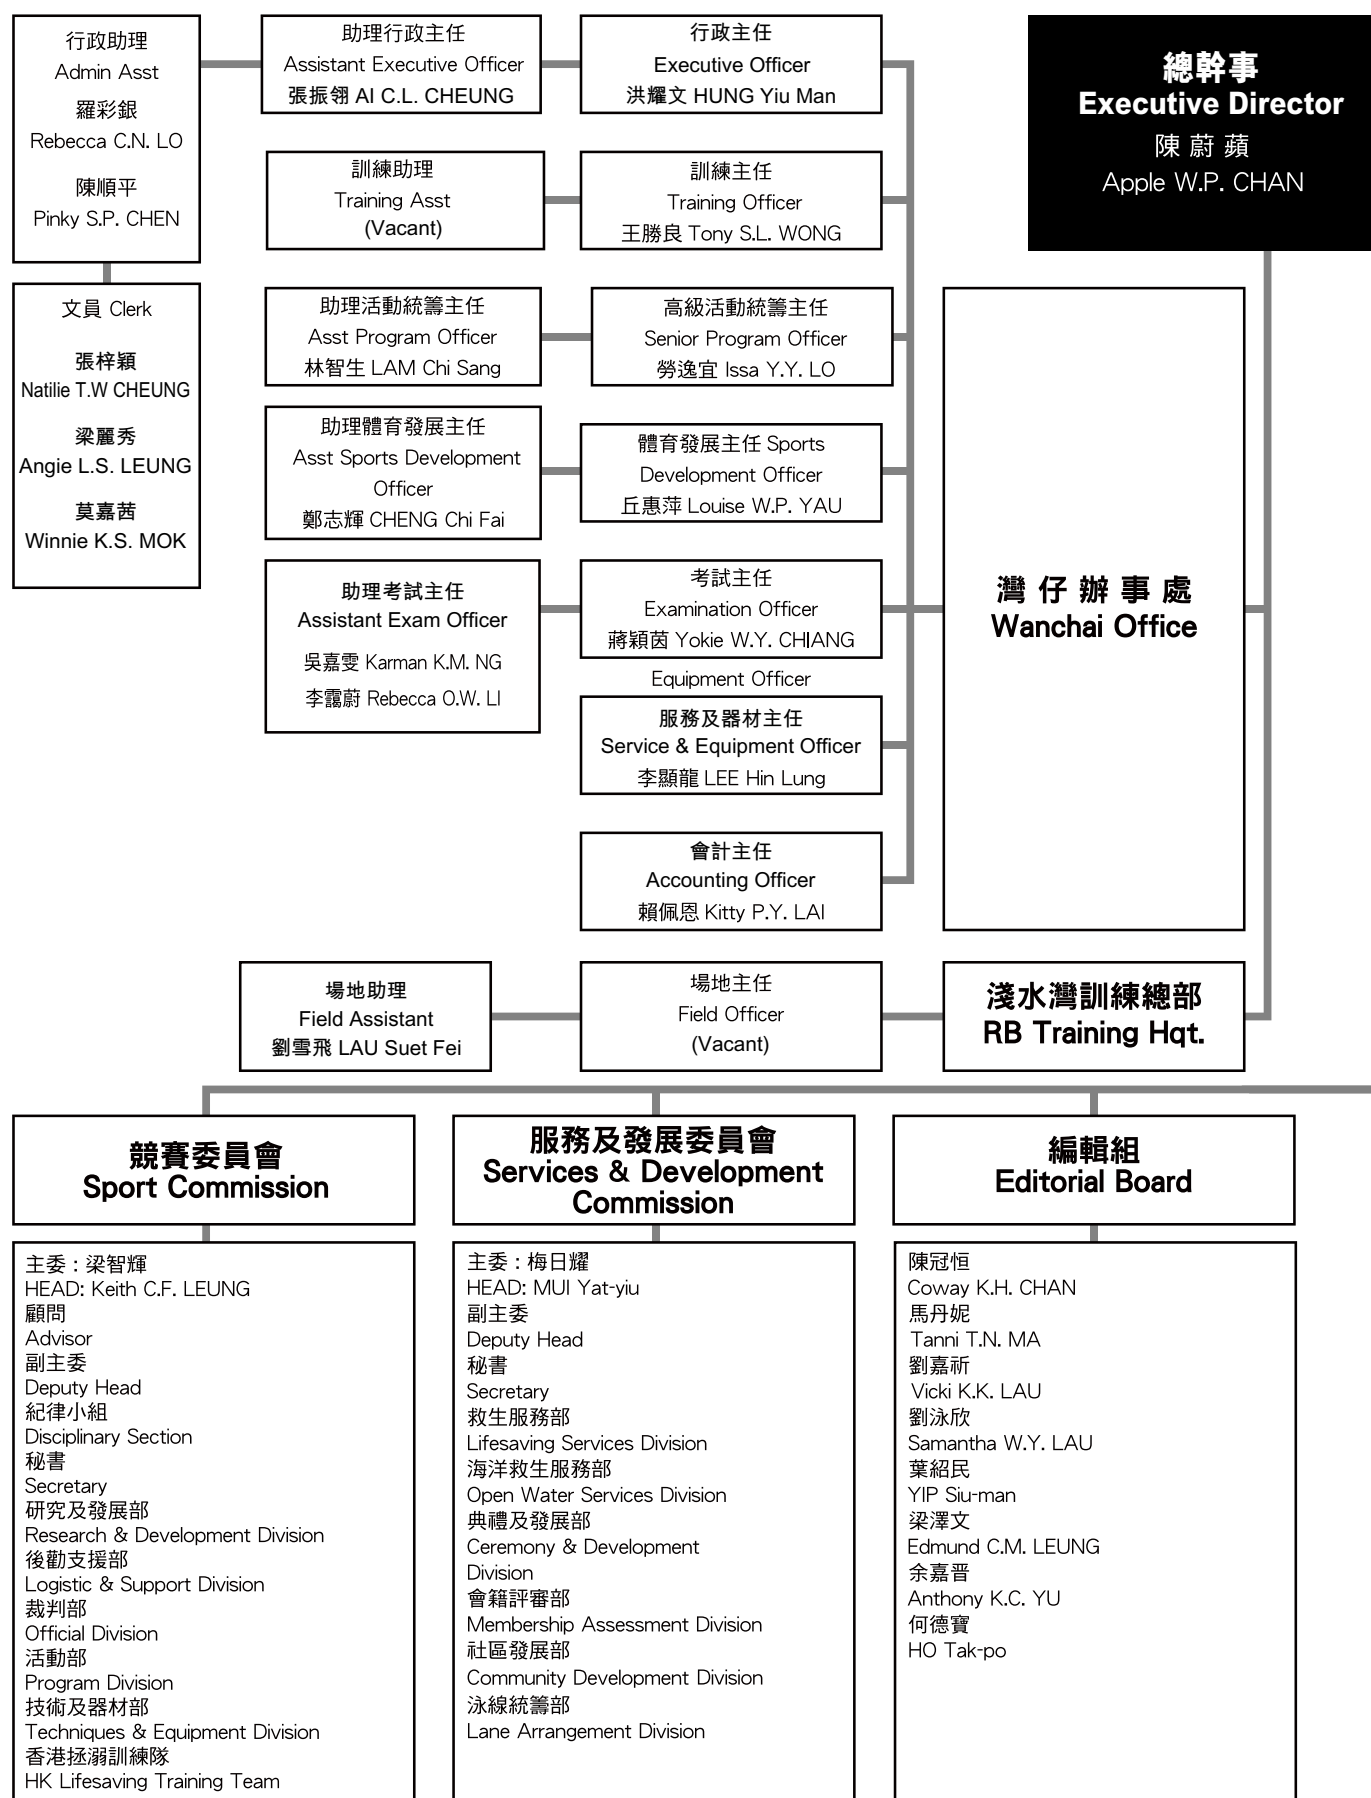 行政助理
Admin Asst
羅彩銀
Rebecca C.N. LO
陳順平
Pinky S.P. CHEN
助理行政主任
Assistant Executive Officer
張振翎 AI C.L. CHEUNG
行政主任
Executive Officer
洪耀文 HUNG Yiu Man
總幹事
Executive Director
陳蔚蘋
Apple W.P. CHAN
訓練助理
Training Asst
(Vacant)
訓練主任
Training Officer
王勝良 Tony S.L. WONG
文員 Clerk
張梓穎
Natilie T.W CHEUNG
梁麗秀
Angie L.S. LEUNG
莫嘉茜
Winnie K.S. MOK
助理活動統籌主任
Asst Program Officer
林智生 LAM Chi Sang
高級活動統籌主任
Senior Program Officer
勞逸宜 Issa Y.Y. LO
助理體育發展主任
Asst Sports Development
Officer
鄭志輝 CHENG Chi Fai
體育發展主任 Sports
Development Officer
丘惠萍 Louise W.P. YAU
助理考試主任
Assistant Exam Officer
吳嘉雯 Karman K.M. NG
李靄蔚 Rebecca O.W. LI
考試主任
Examination Officer
蔣穎茵 Yokie W.Y. CHIANG
Equipment Officer
服務及器材主任
Service & Equipment Officer
李顯龍 LEE Hin Lung
會計主任
Accounting Officer
賴佩恩 Kitty P.Y. LAI
灣仔辦事處
Wanchai Office
場地助理
Field Assistant
劉雪飛 LAU Suet Fei
場地主任
Field Officer
(Vacant)
淺水灣訓練總部
RB Training Hqt.
競賽委員會
Sport Commission
主委：梁智輝
HEAD: Keith C.F. LEUNG
顧問
Advisor
副主委
Deputy Head
紀律小組
Disciplinary Section
秘書
Secretary
研究及發展部
Research & Development Division
後勤支援部
Logistic & Support Division
裁判部
Official Division
活動部
Program Division
技術及器材部
Techniques & Equipment Division
香港拯溺訓練隊
HK Lifesaving Training Team
服務及發展委員會
Services & Development
Commission
主委：梅日耀
HEAD: MUI Yat-yiu
副主委
Deputy Head
秘書
Secretary
救生服務部
Lifesaving Services Division
海洋救生服務部
Open Water Services Division
典禮及發展部
Ceremony & Development
Division
會籍評審部
Membership Assessment Division
社區發展部
Community Development Division
泳線統籌部
Lane Arrangement Division
編輯組
Editorial Board
陳冠恒
Coway K.H. CHAN
馬丹妮
Tanni T.N. MA
劉嘉祈
Vicki K.K. LAU
劉泳欣
Samantha W.Y. LAU
葉紹民
YIP Siu-man
梁澤文
Edmund C.M. LEUNG
余嘉晋
Anthony K.C. YU
何德寶
HO Tak-po